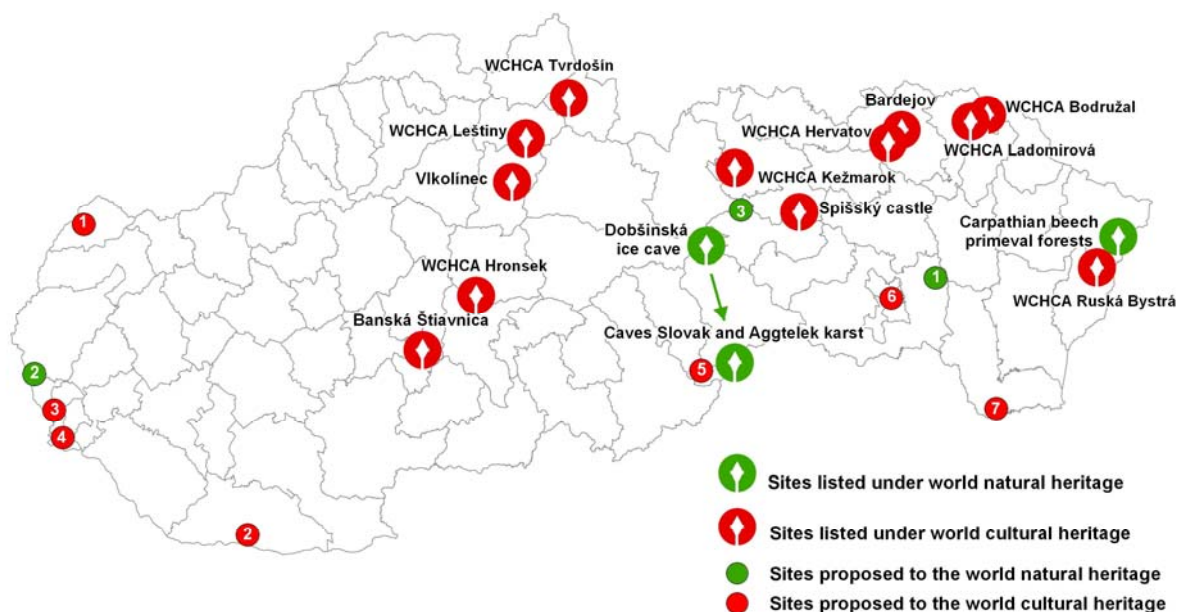 WCHCA Tvrdošín
WCHCA Leštiny
Vlkolínec
Bardejov
WCHCA Bodružal
WCHCA Hervatov
WCHCA Ladomirová
WCHCA Kežmarok
1
3
Spišský castle
Dobšinská
ice cave
Carpathian beech
primeval forests
WCHCA Hronsek
1
6
WCHCA Ruská Bystrá
Banská Štiavnica
Caves Slovak and Aggtelek karst
2
5
3
7
4
2
Sites listed under world natural heritage
Sites listed under world cultural heritage
Sites proposed to the world natural heritage
Sites proposed to the world cultural heritage